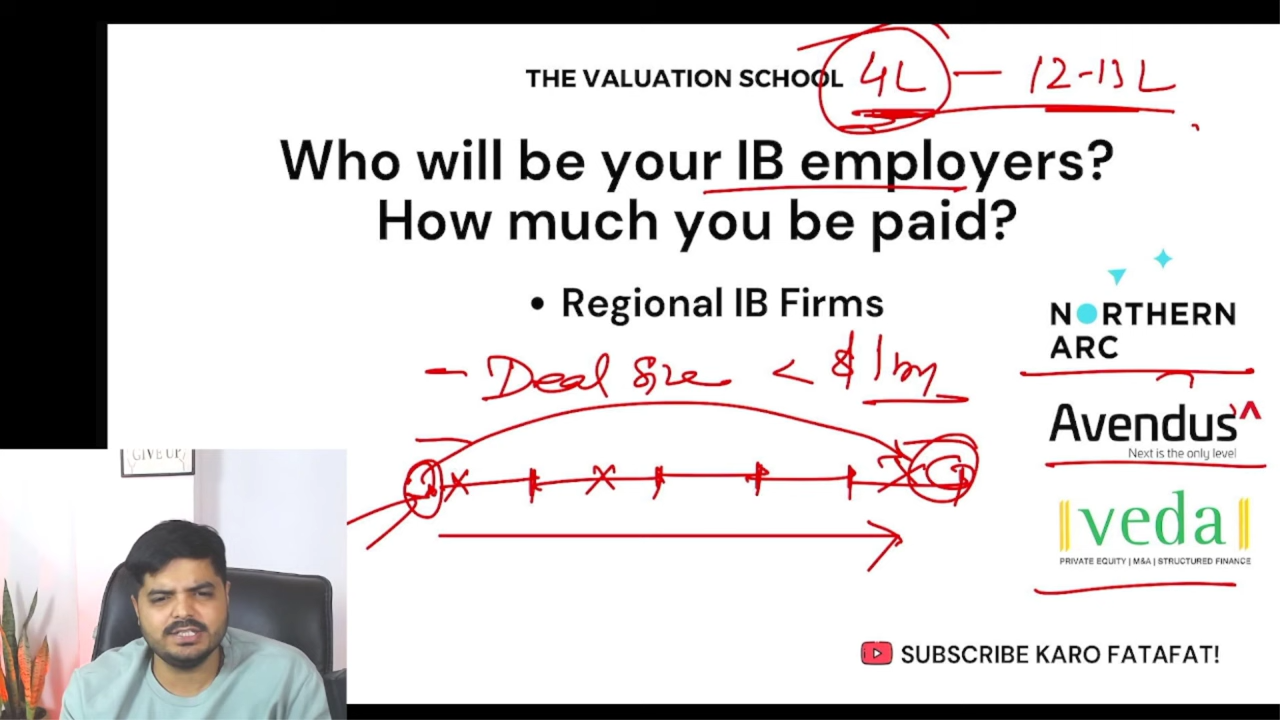 THE VALUATION SCHOOL
4L — 12-13 L
Who will be your IB employers?
How much you be paid?
• Regional IB Firms
- Deal Size < $ 1bn
NORTHERN
ARC
Avendus
Next is the only level
veda
PRIVATE EQUITY | M&A | STRUCTURED FINANCE
GIVE UP
SUBSCRIBE KARO FATAFAT!